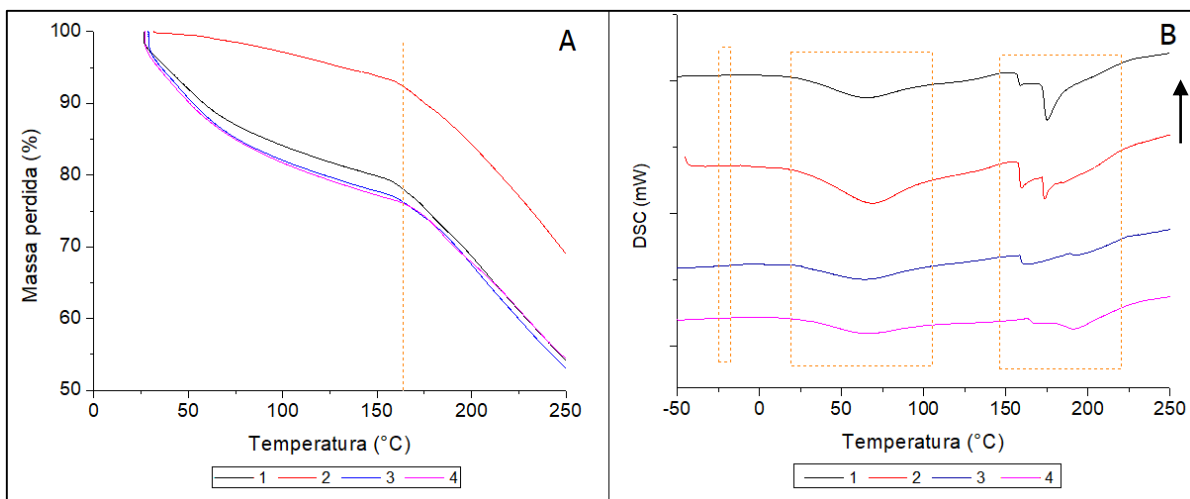 A
Massa perdida (%)
100
90
80
70
60
50
0 50 100 150 200 250
Temperatura (°C)
1 2 3 4
B
DSC (mW)
-50 0 50 100 150 200 250
Temperatura (°C)
1 2 3 4